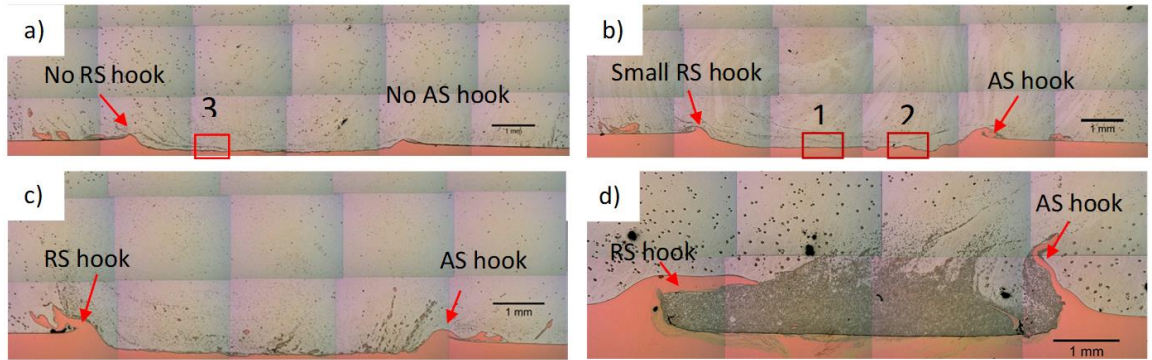 a)
No RS hook
3
No AS hook
1 mm
b)
Small RS hook
1
2
AS hook
1 mm
c)
RS hook
AS hook
1 mm
d)
AS hook
RS hook
1 mm